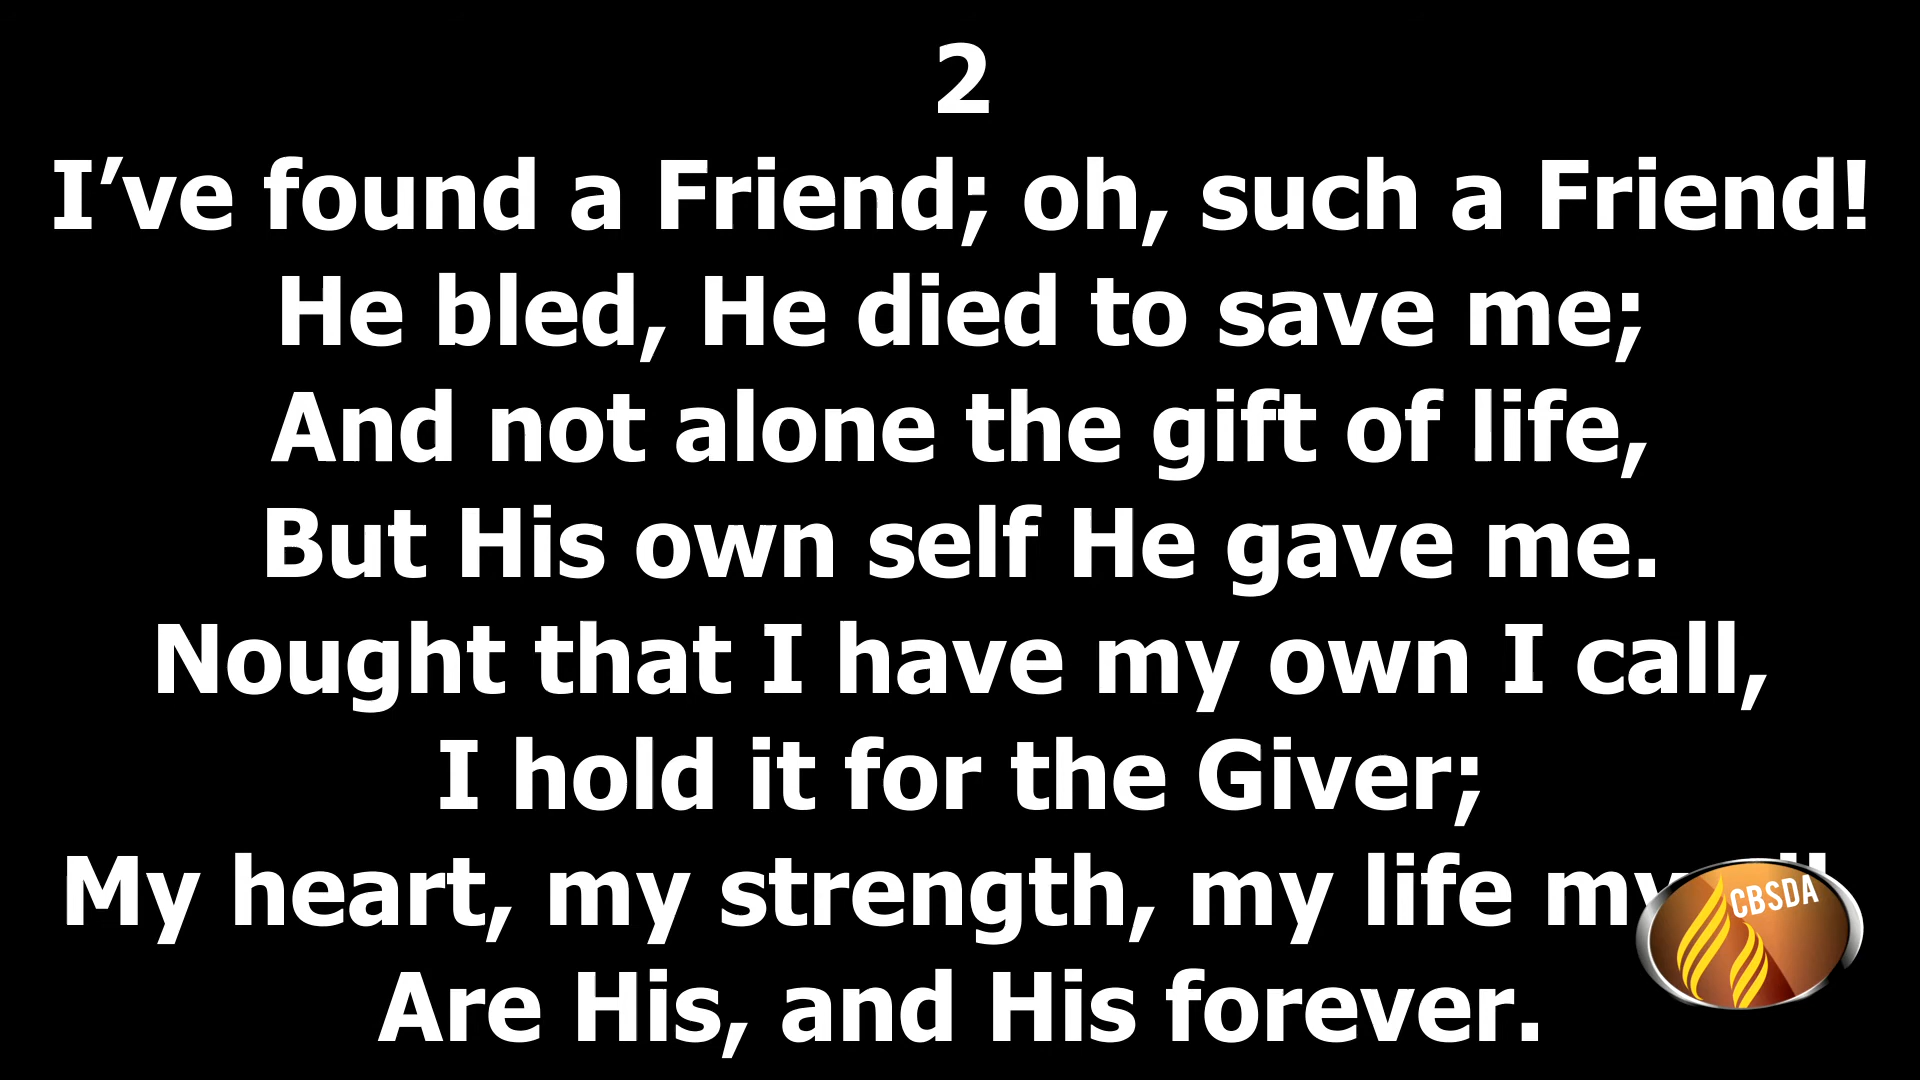 2
I’ve found a Friend; oh, such a Friend!
He bled, He died to save me;
And not alone the gift of life,
But His own self He gave me.
Nought that I have my own I call,
I hold it for the Giver;
My heart, my strength, my life my
CBSDA
Are His, and His forever.